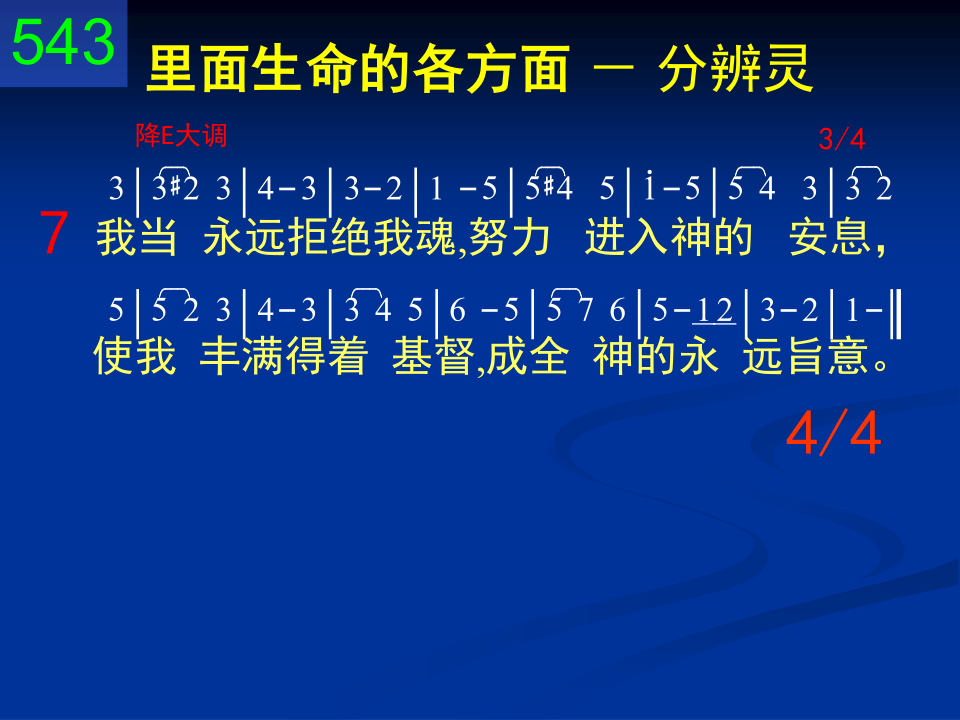 543
里面生命的各方面 － 分辨灵
降E大调 3/4
3│3#2 3│4-3│3-2│1 -5│5#4 5│i-5│5 4 3│3 2
7 我当 永远拒绝我魂,努力 进入神的 安息，
5│5 2 3│4-3│3 4 5│6 -5│5 7 6│5-12│3-2│1-‖
使我 丰满得着 基督,成全 神的永 远旨意。
4/4